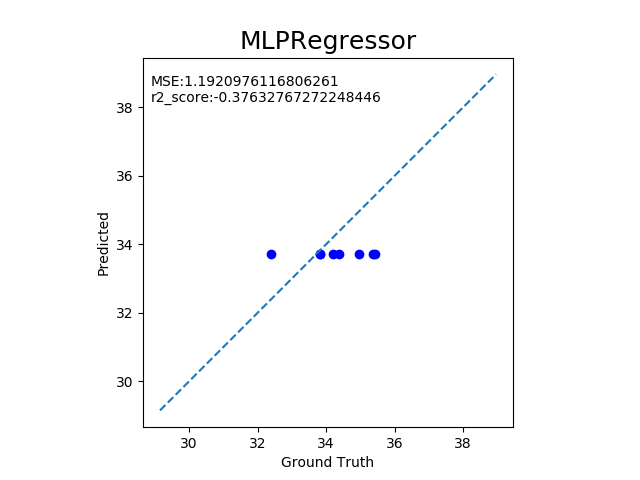 MLPRegressor
MSE:1.1920976116806261
r2_score:-0.37632767272248446
38
36
34
32
30
Predicted
30 32 34 36 38
Ground Truth